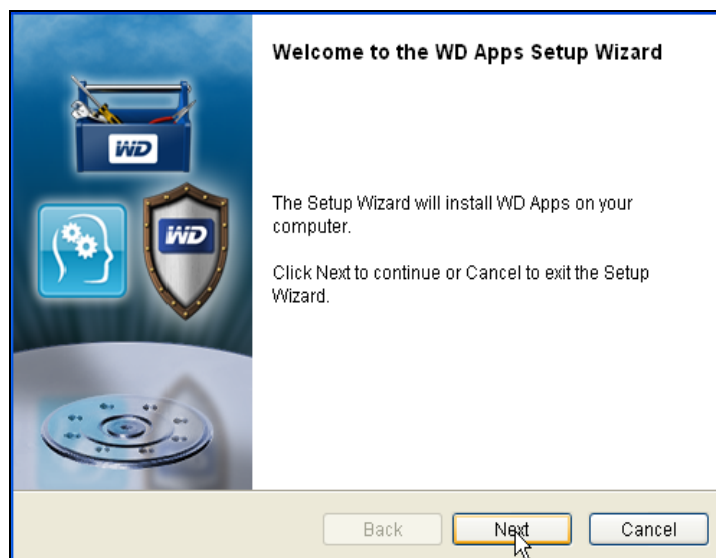 Welcome to the WD Apps Setup Wizard
WD
WD
The Setup Wizard will install WD Apps on your
computer.
Click Next to continue or Cancel to exit the Setup
Wizard.
Back
Next
Cancel